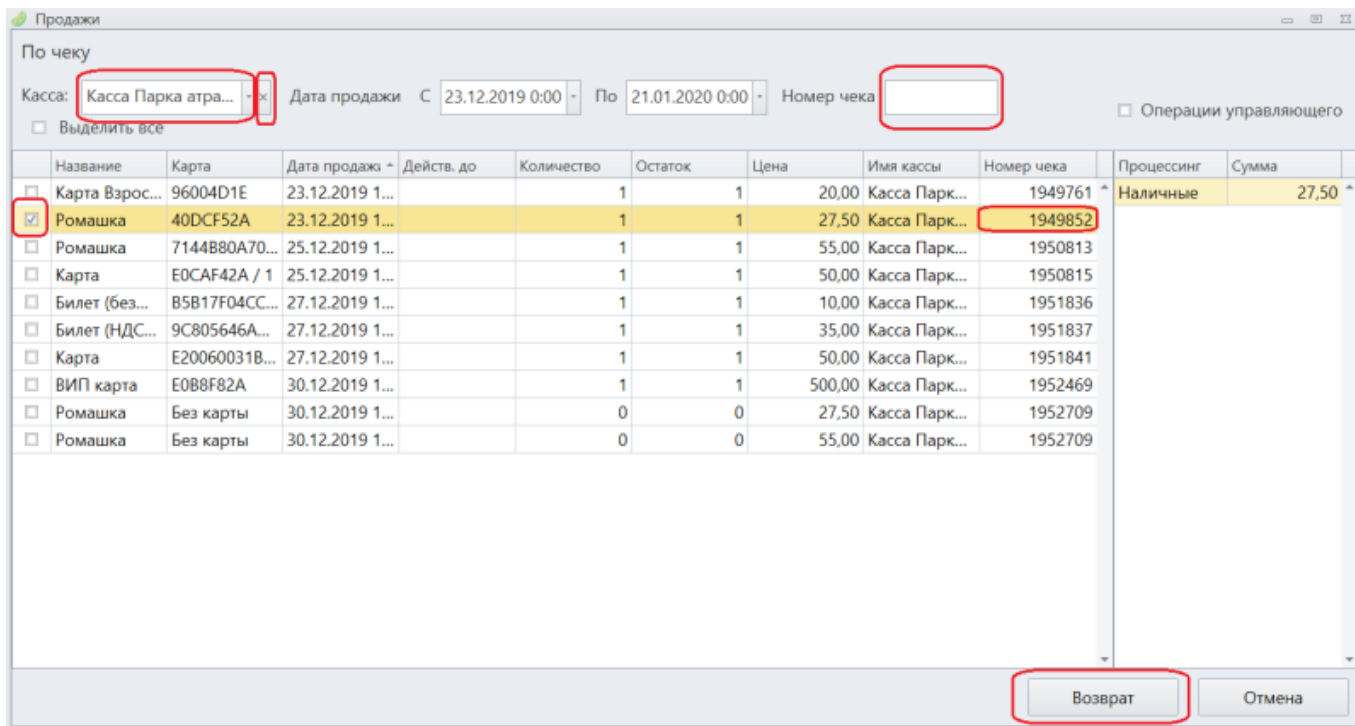 Продажи
По чеку
Касса: Касса Парка атра... Дата продажи С 23.12.2019 0:00 По 21.01.2020 0:00 Номер чека Операции управляющего
Выделить все
Название Карта Дата продажи Действ. до Количество Остаток Цена Имя кассы Номер чека Процессинг Сумма
Карта Взрос... 96004D1E 23.12.2019 1... 1 1 20,00 Касса Парк... 1949761 Наличные 27,50
Ромашка 40DCF52A 23.12.2019 1... 1 1 27,50 Касса Парк... 1949852
Ромашка 7144B80A70... 25.12.2019 1... 1 1 55,00 Касса Парк... 1950813
Карта E0CAF42A / 1 25.12.2019 1... 1 1 50,00 Касса Парк... 1950815
Билет (без... B5B17F04CC... 27.12.2019 1... 1 1 10,00 Касса Парк... 1951836
Билет (НДС... 9C805646A... 27.12.2019 1... 1 1 35,00 Касса Парк... 1951837
Карта E20060031B... 27.12.2019 1... 1 1 50,00 Касса Парк... 1951841
ВИП карта E0B8F82A 30.12.2019 1... 1 1 500,00 Касса Парк... 1952469
Ромашка Без карты 30.12.2019 1... 0 0 27,50 Касса Парк... 1952709
Ромашка Без карты 30.12.2019 1... 0 0 55,00 Касса Парк... 1952709
Возврат Отмена